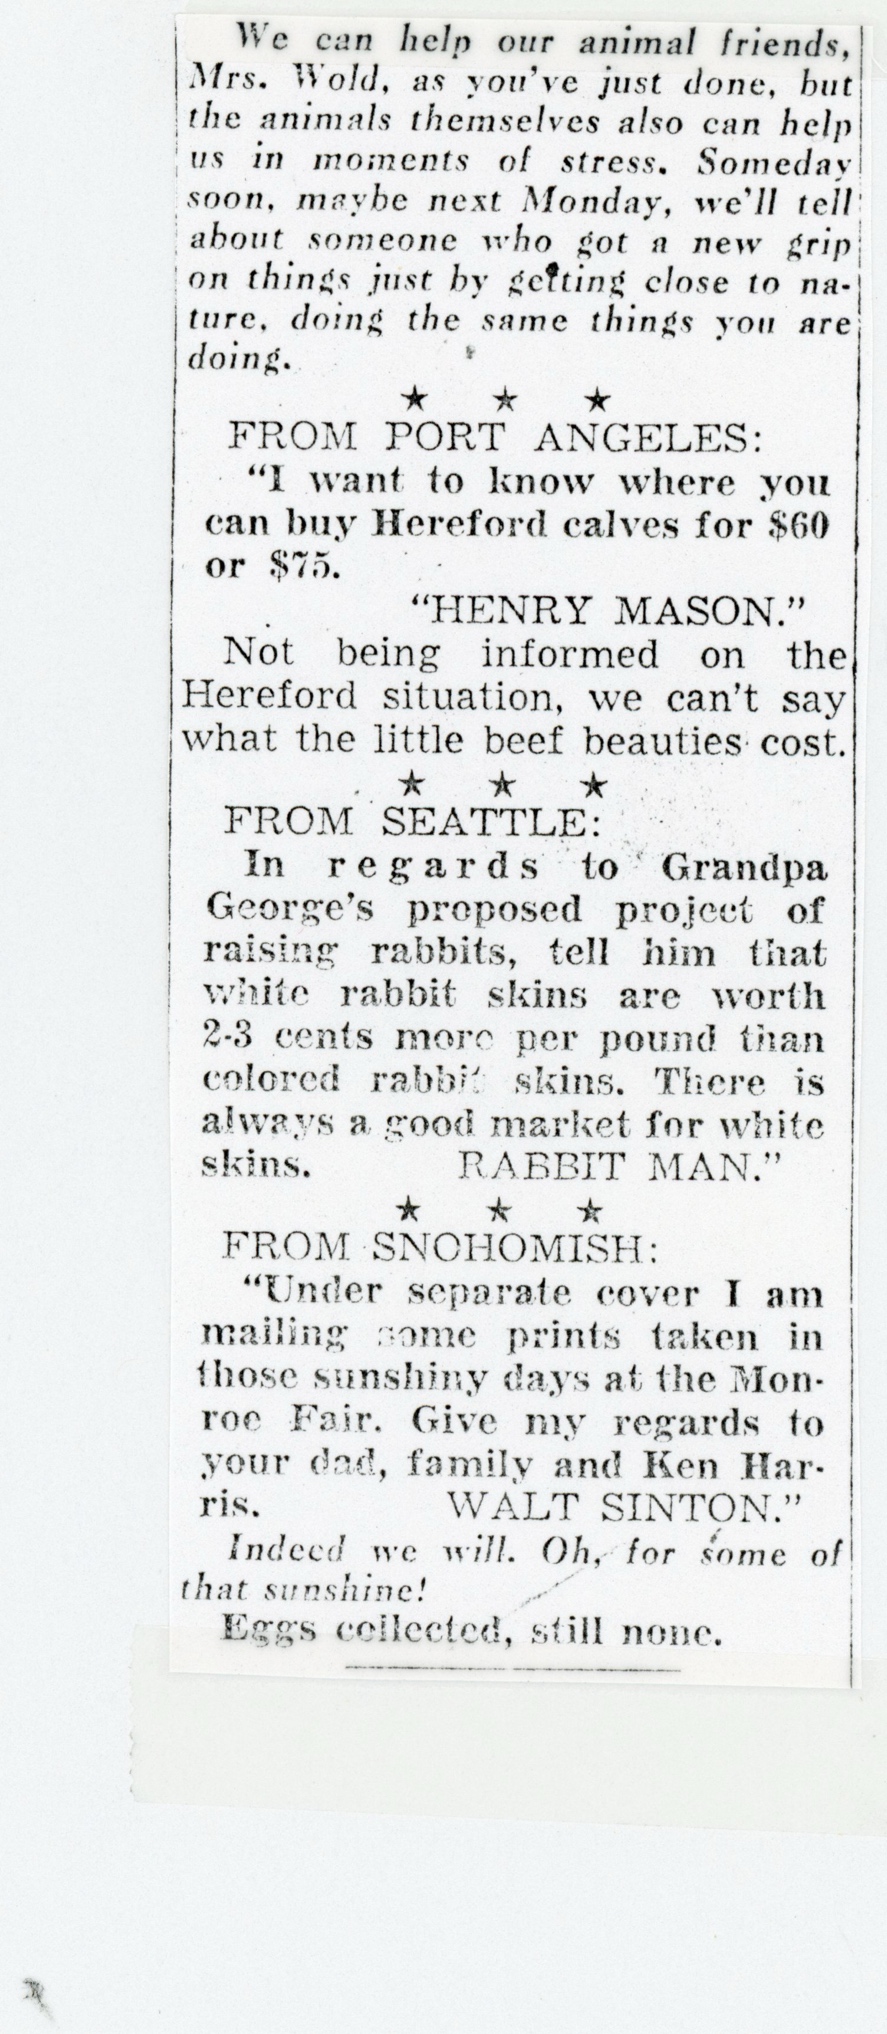 We can help our animal friends,
Mrs. Wold, as you've just done, but
the animals themselves also can help
us in moments of stress. Someday
soon, maybe next Monday, we'll tell
about someone who got a new grip
on things just by getting close to na-
ture, doing the same things you are
doing.
★ ★ ★
FROM PORT ANGELES:
"I want to know where you
can buy Hereford calves for $60
or $75.
"HENRY MASON."
Not being informed on the
Hereford situation, we can't say
what the little beef beauties cost.
★ ★ ★
FROM SEATTLE:
In regards to Grandpa
George's proposed project of
raising rabbits, tell him that
white rabbit skins are worth
2-3 cents more per pound than
colored rabbit skins. There is
always a good market for white
skins. RABBIT MAN."
★ ★ ★
FROM SNOHOMISH:
"Under separate cover I am
mailing some prints taken in
those sunshiny days at the Mon-
roe Fair. Give my regards to
your dad, family and Ken Har-
ris. WALT SINTON."
Indeed we will. Oh, for some of
that sunshine!
Eggs collected, still none.